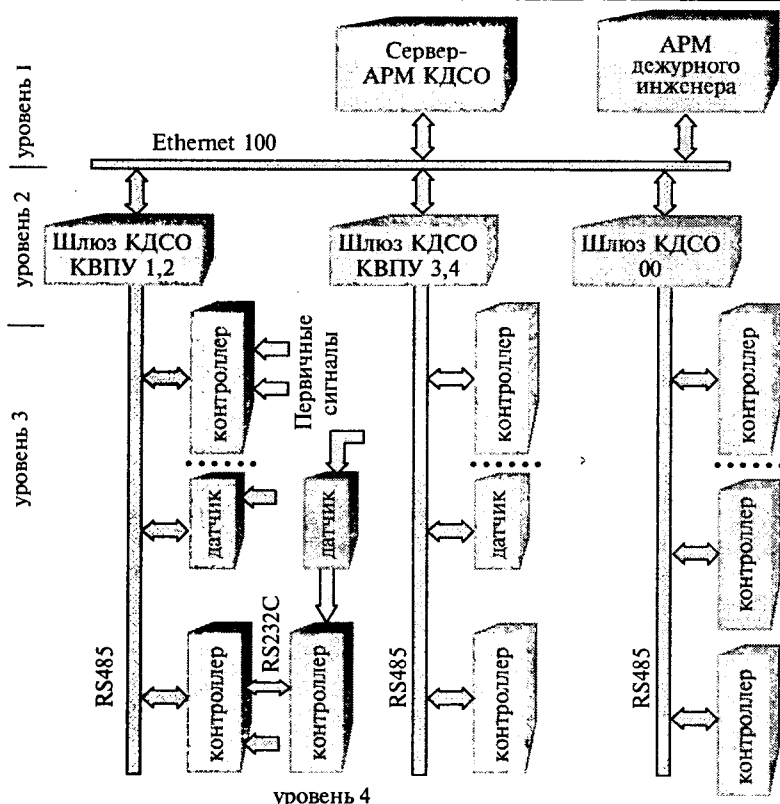 уровень 1
Сервер-
АРМ КДСО
АРМ
дежурного
инженера
Ethernet 100
уровень 2
Шлюз КДСО
КВПУ 1,2
Шлюз КДСО
КВПУ 3,4
Шлюз КДСО
00
уровень 3
контроллер
Первичные
сигналы
контроллер
контроллер
датчик
датчик
датчик
контроллер
RS485
контроллер
RS232C
контроллер
RS485
контроллер
RS485
контроллер
уровень 4